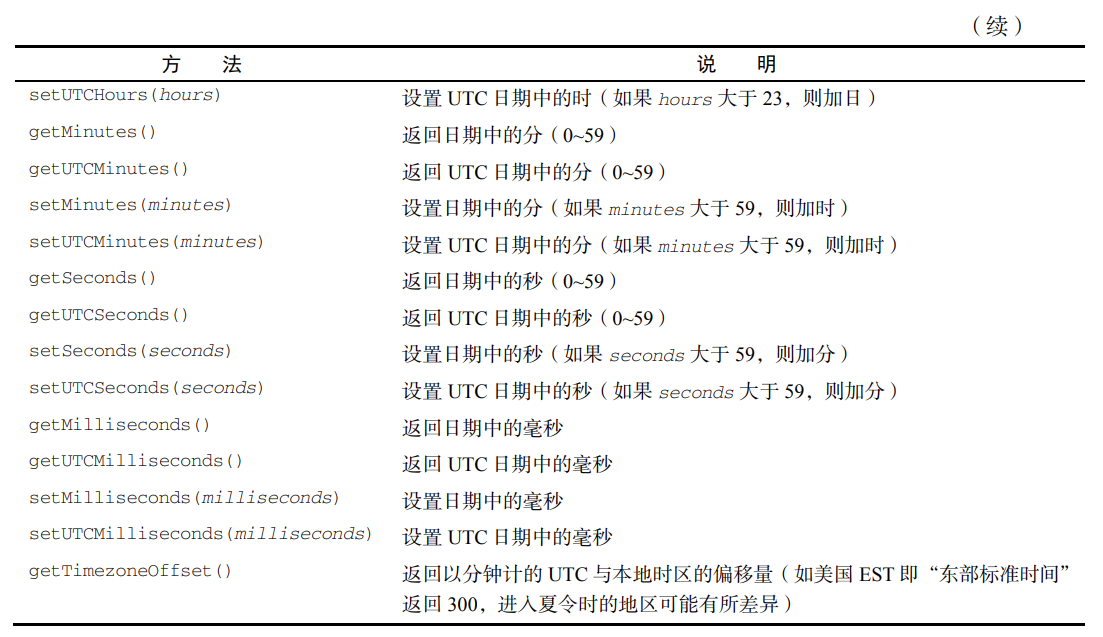 （续）
方 法 说 明
setUTCHours(hours) 设置 UTC 日期中的时（如果 hours 大于 23，则加日）
getMinutes() 返回日期中的分（0~59）
getUTCMinutes() 返回 UTC 日期中的分（0~59）
setMinutes(minutes) 设置日期中的分（如果 minutes 大于 59，则加时）
setUTCMinutes(minutes) 设置 UTC 日期中的分（如果 minutes 大于 59，则加时）
getSeconds() 返回日期中的秒（0~59）
getUTCSeconds() 返回 UTC 日期中的秒（0~59）
setSeconds(seconds) 设置日期中的秒（如果 seconds 大于 59，则加分）
setUTCSeconds(seconds) 设置 UTC 日期中的秒（如果 seconds 大于 59，则加分）
getMilliseconds() 返回日期中的毫秒
getUTCMilliseconds() 返回 UTC 日期中的毫秒
setMilliseconds(milliseconds) 设置日期中的毫秒
setUTCMilliseconds(milliseconds) 设置 UTC 日期中的毫秒
getTimezoneOffset() 返回以分钟计的 UTC 与本地时区的偏移量（如美国 EST 即“东部标准时间”
返回 300，进入夏令时的地区可能有所差异）